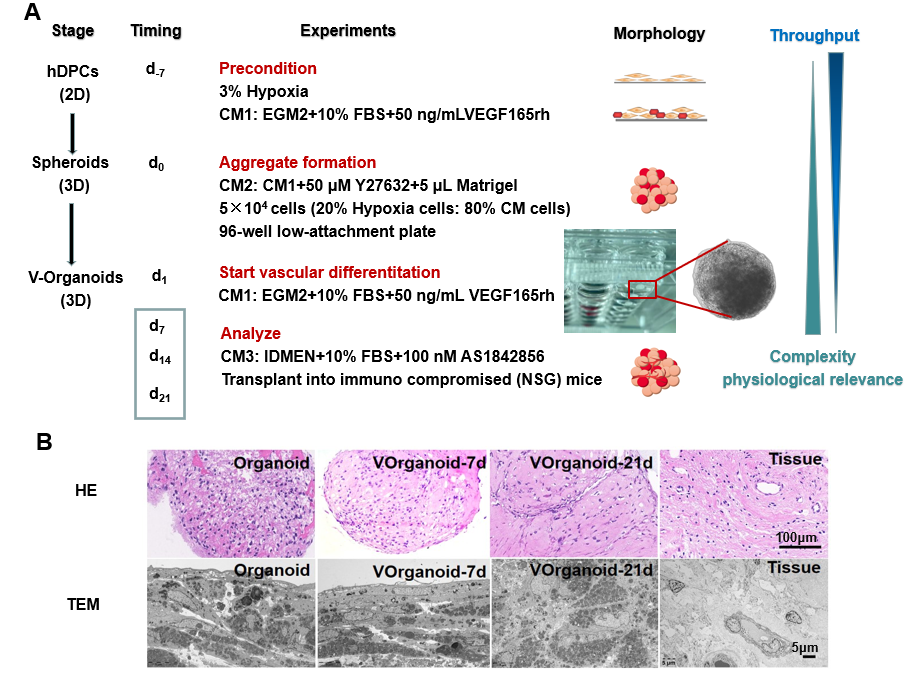 A
Stage Timing Experiments Morphology Throughput
hDPCs
(2D)
d-7
Precondition
3% Hypoxia
CM1: EGM2+10% FBS+50 ng/mLVEGF165rh
Spheroids
(3D)
d0
Aggregate formation
CM2: CM1+50 µM Y27632+5 µL Matrigel
5×10⁴ cells (20% Hypoxia cells: 80% CM cells)
96-well low-attachment plate
V-Organoids
(3D)
d1
Start vascular differentitation
CM1: EGM2+10% FBS+50 ng/mL VEGF165rh
d7
d14
d21
Analyze
CM3: IDMEN+10% FBS+100 nM AS1842856
Transplant into immuno compromised (NSG) mice
Complexity
physiological relevance
B
HE
Organoid
VOrganoid-7d
VOrganoid-21d
Tissue
100µm
TEM
Organoid
VOrganoid-7d
VOrganoid-21d
Tissue
5 µm
5µm